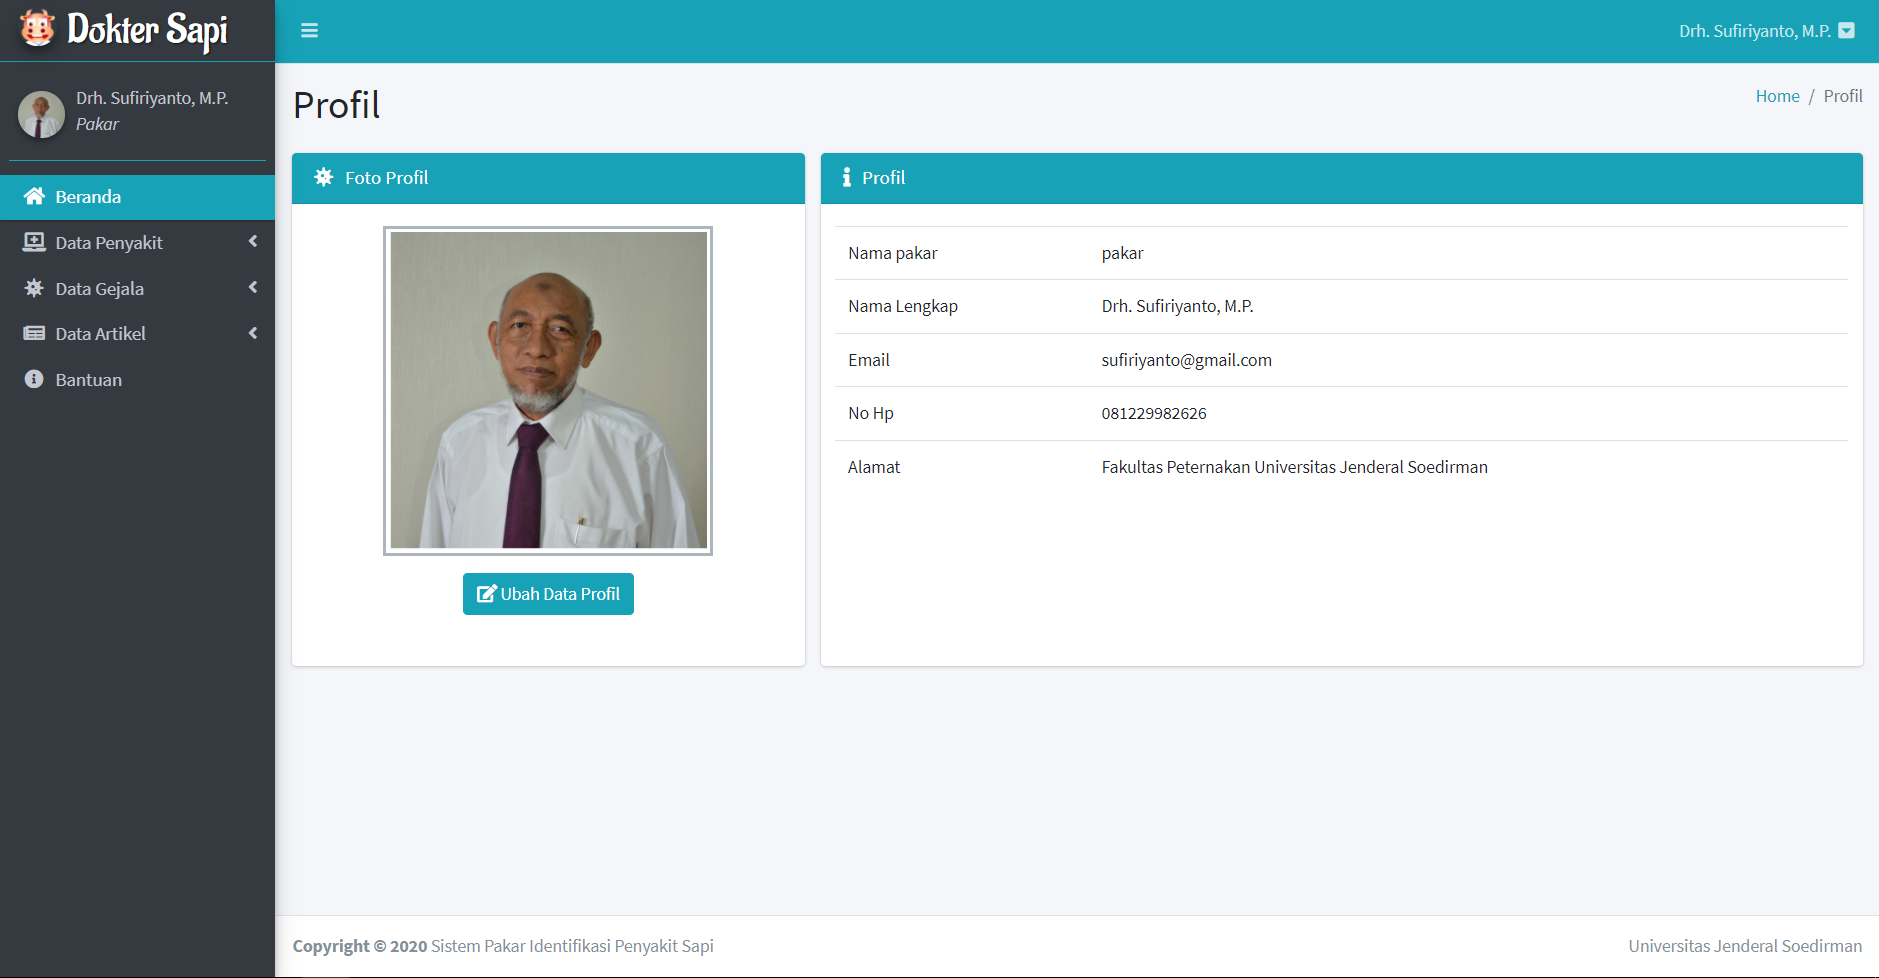 Dokter Sapi
Drh. Sufiriyanto, M.P.
Drh. Sufiriyanto, M.P.
Pakar
Beranda
Data Penyakit
Data Gejala
Data Artikel
Bantuan
Profil
Home / Profil
Foto Profil
Ubah Data Profil
Profil
Nama pakar pakar
Nama Lengkap Drh. Sufiriyanto, M.P.
Email sufiriyanto@gmail.com
No Hp 081229982626
Alamat Fakultas Peternakan Universitas Jenderal Soedirman
Copyright © 2020 Sistem Pakar Identifikasi Penyakit Sapi
Universitas Jenderal Soedirman